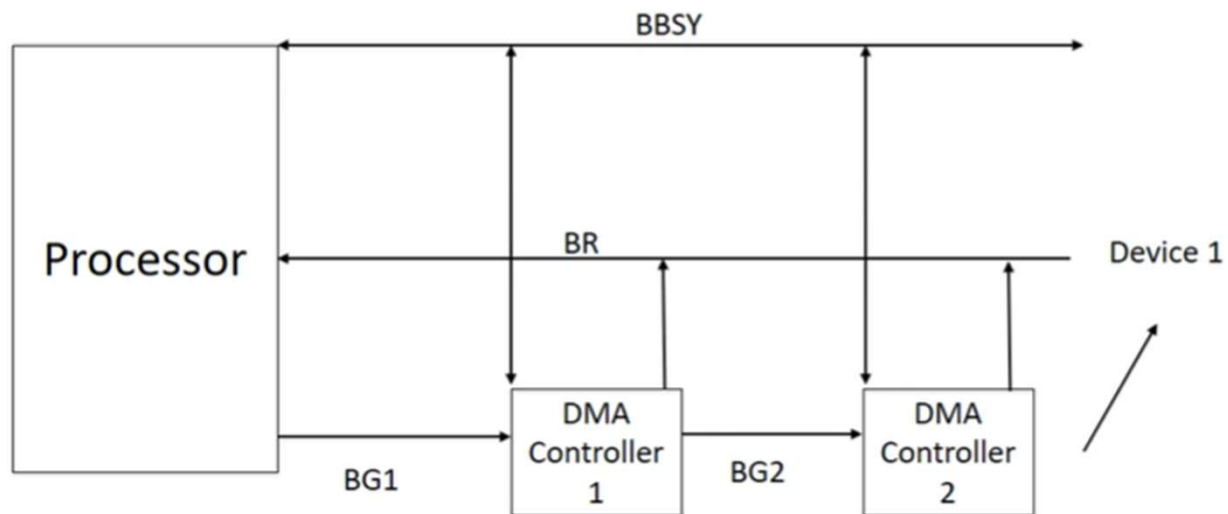 BBSY
Processor
BR
Device 1
DMA
Controller
1
DMA
Controller
2
BG1
BG2